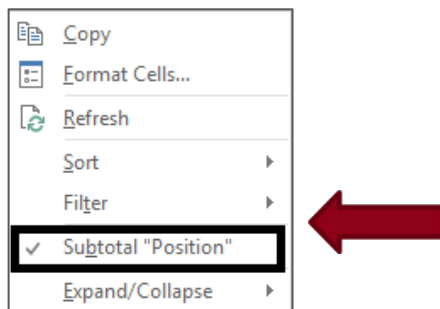 Copy
Format Cells...
Refresh
Sort
Filter
Subtotal "Position"
Expand/Collapse